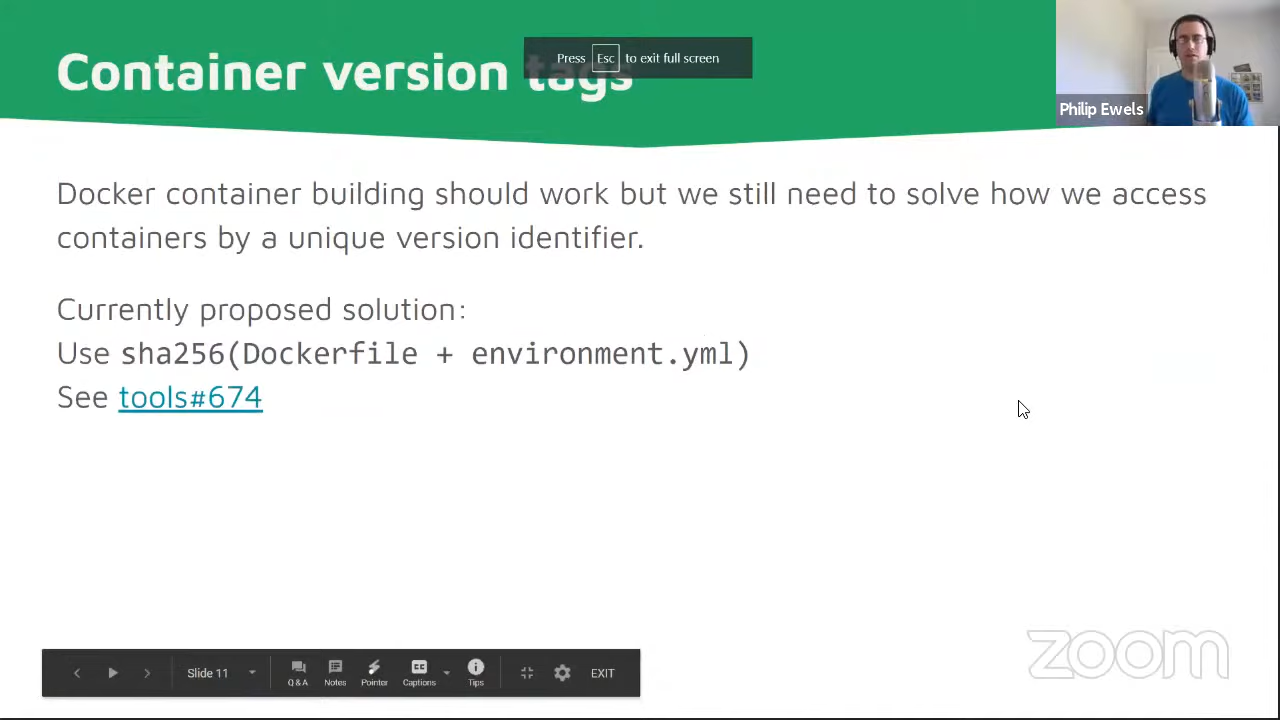 Container version tags
Press Esc to exit full screen
Philip Ewels
Docker container building should work but we still need to solve how we access
containers by a unique version identifier.
Currently proposed solution:
Use sha256(Dockerfile + environment.yml)
See tools#674
Slide 11
Q&A
Notes
Pointer
CC
Captions
Tips
EXIT
zoom